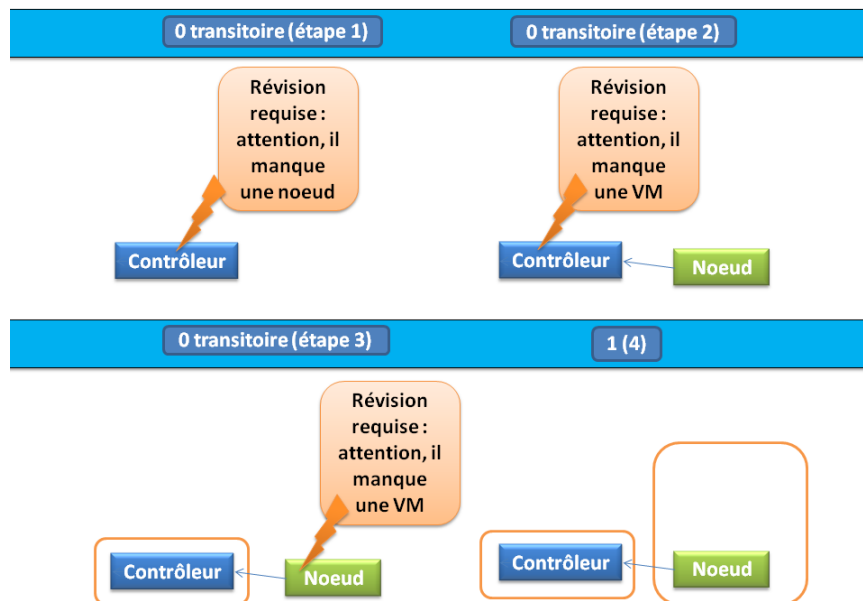 0 transitoire (étape 1)
0 transitoire (étape 2)
Révision
requise :
attention, il
manque
une noeud
Révision
requise :
attention, il
manque
une VM
Contrôleur
Contrôleur
Noeud
0 transitoire (étape 3)
1 (4)
Révision
requise :
attention, il
manque
une VM
Contrôleur
Noeud
Contrôleur
Noeud